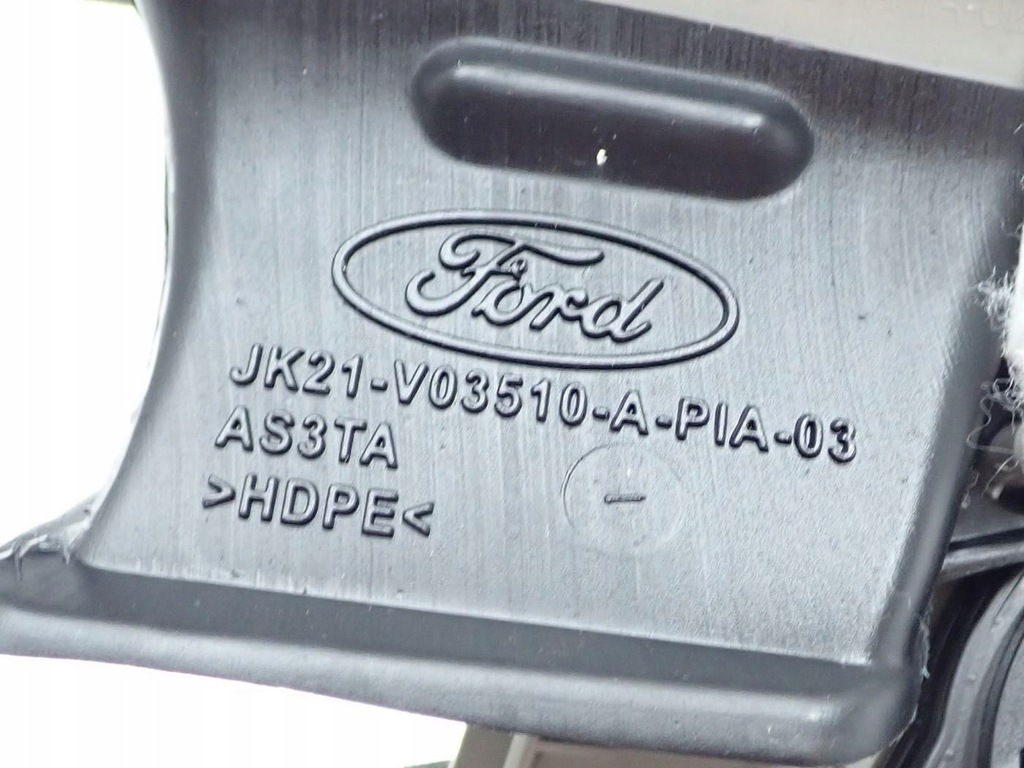 Ford
JK21-V03510-A-PIA-03
AS3TA
>HDPE<